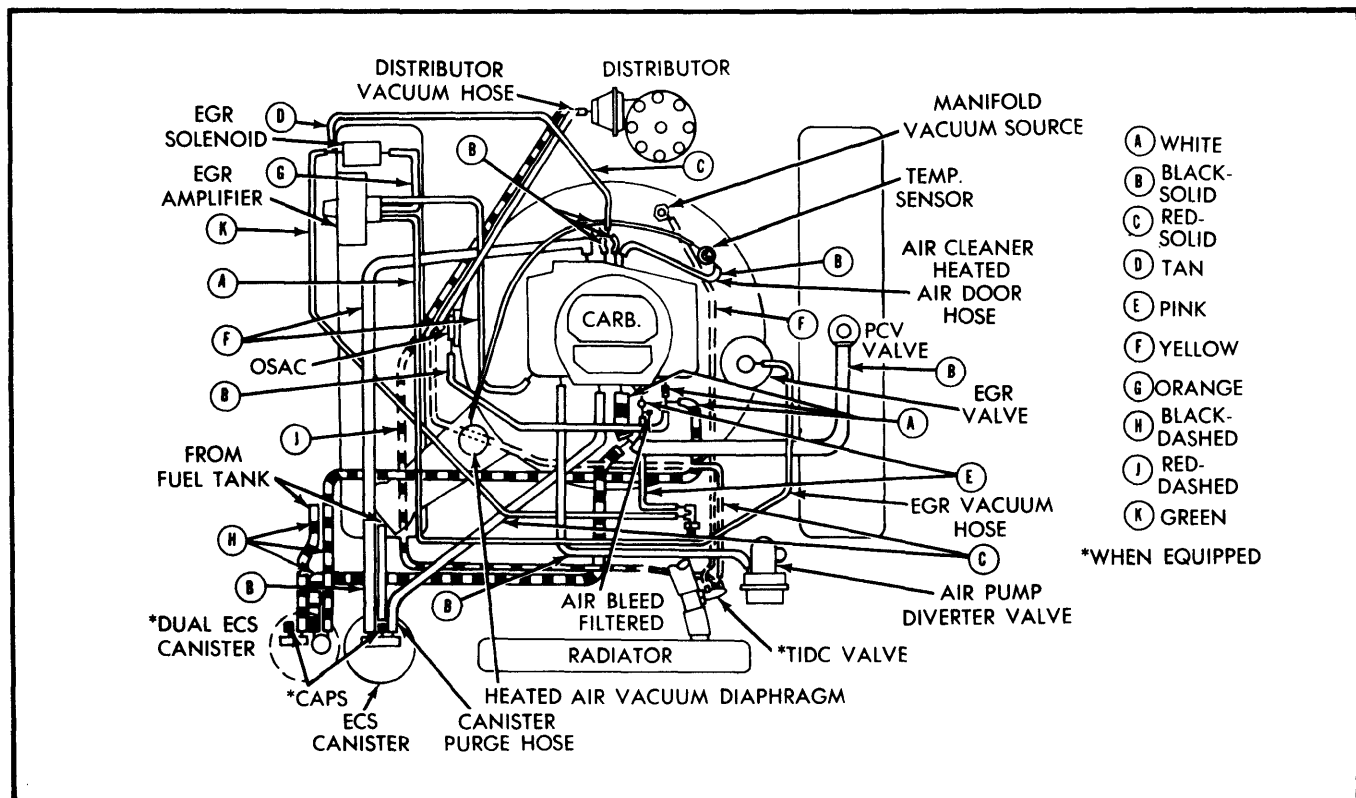 DISTRIBUTOR
VACUUM HOSE
DISTRIBUTOR
MANIFOLD
VACUUM SOURCE
EGR
SOLENOID
D
B
C
G
EGR
AMPLIFIER
K
TEMP.
SENSOR
A
B
AIR CLEANER
HEATED
AIR DOOR
HOSE
F
CARB.
F
OSAC
PCV
VALVE
B
B
EGR
VALVE
A
J
FROM
FUEL TANK
E
EGR VACUUM
HOSE
H
C
B
B
AIR BLEED
FILTERED
AIR PUMP
DIVERTER VALVE
*DUAL ECS
CANISTER
RADIATOR
*TIDC VALVE
*CAPS
HEATED AIR VACUUM DIAPHRAGM
ECS
CANISTER
CANISTER
PURGE HOSE
A WHITE
B BLACK-
SOLID
C RED-
SOLID
D TAN
E PINK
F YELLOW
G ORANGE
H BLACK-
DASHED
J RED-
DASHED
K GREEN
*WHEN EQUIPPED